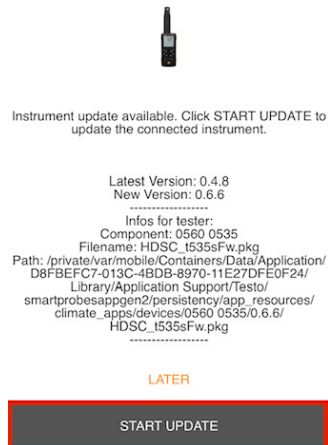 Instrument update available. Click START UPDATE to
update the connected instrument.
Latest Version: 0.4.8
New Version: 0.6.6
------------------
Infos for tester:
Component: 0560 0535
Filename: HDSC_t535sFw.pkg
Path: /private/var/mobile/Containers/Data/Application/
D8FBEFC7-013C-4BDB-8970-11E27DFE0F24/
Library/Application Support/Testo/
smartprobesappgen2/persistency/app_resources/
climate_apps/devices/0560 0535/0.6.6/
HDSC_t535sFw.pkg
------------------
LATER
START UPDATE